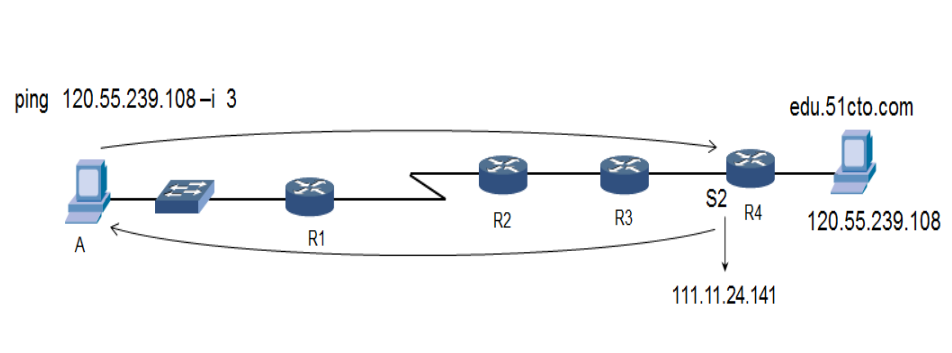 ping 120.55.239.108 –i 3
edu.51cto.com
A
R1
R2
R3
S2
R4
120.55.239.108
111.11.24.141